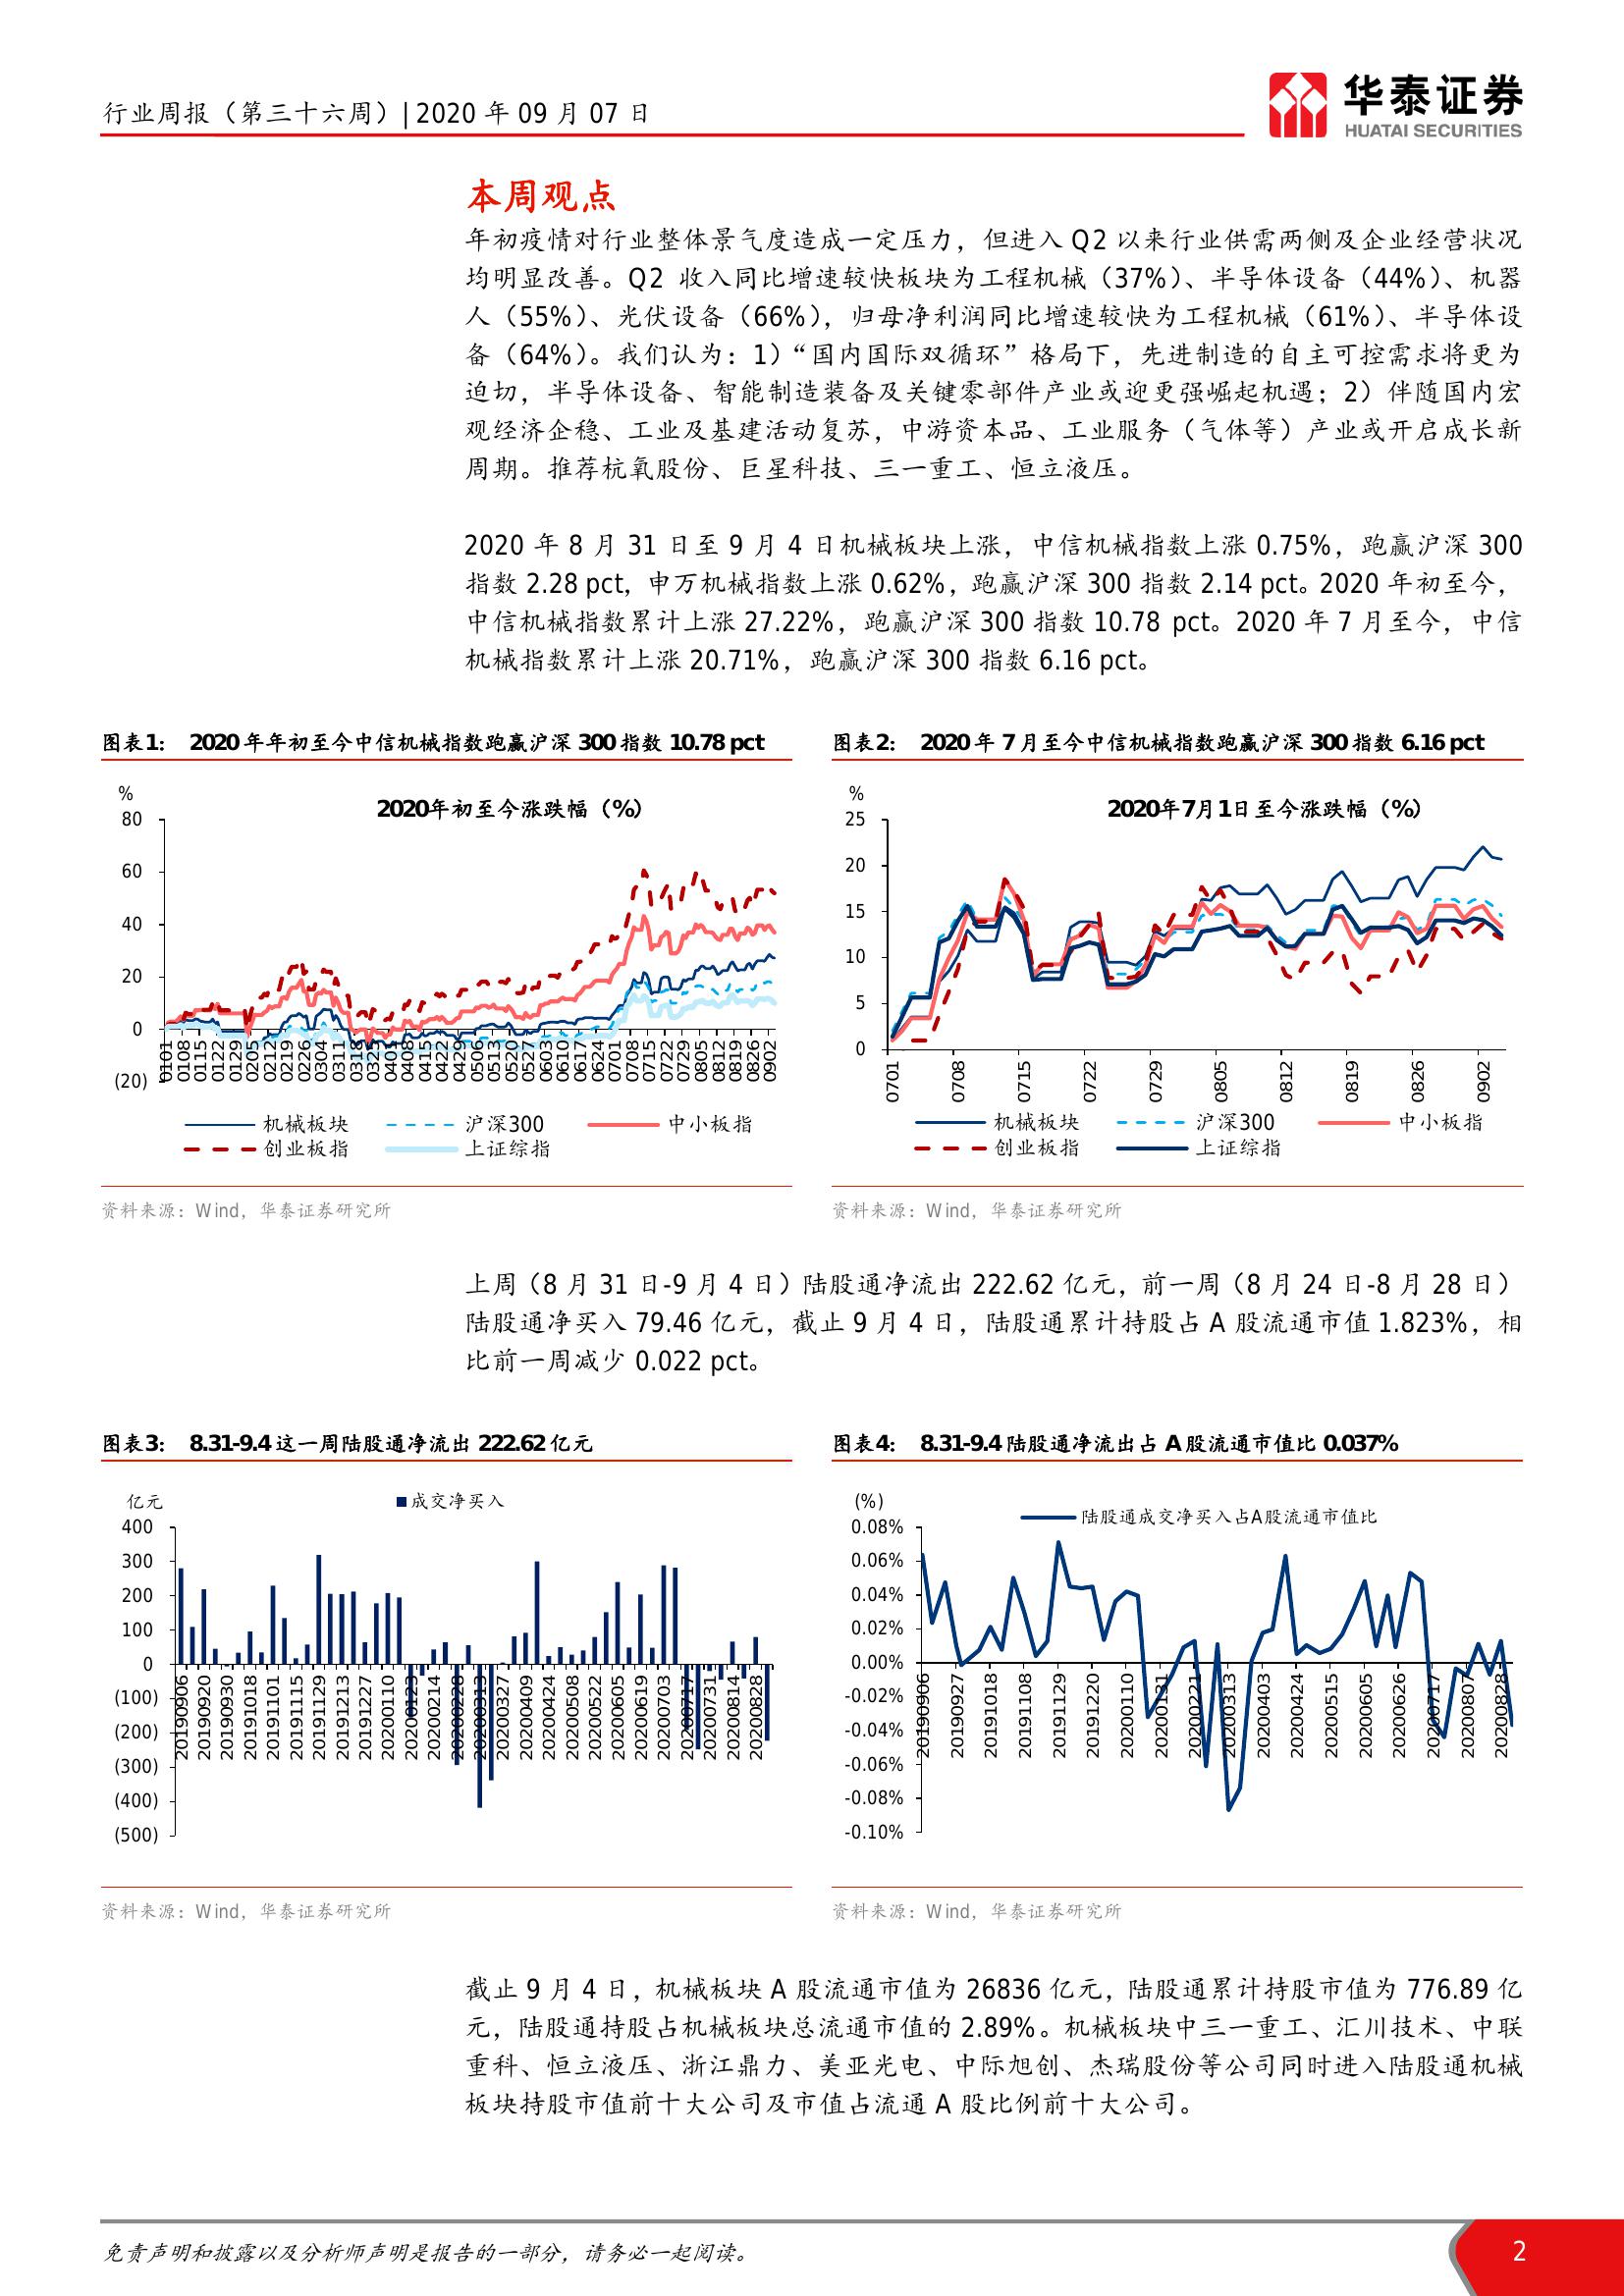 行业周报（第三十六周）|2020 年 09 月 07 日
华泰证券
HUATAI SECURITIES
本周观点
年初疫情对行业整体景气度造成一定压力，但进入 Q2 以来行业供需两侧及企业经营状况
均明显改善。Q2 收入同比增速较快板块为工程机械（37%）、半导体设备（44%）、机器
人（55%）、光伏设备（66%），归母净利润同比增速较快为工程机械（61%）、半导体设
备（64%）。我们认为：1）“国内国际双循环”格局下，先进制造的自主可控需求将更为
迫切，半导体设备、智能制造装备及关键零部件产业或迎更强崛起机遇；2）伴随国内宏
观经济企稳、工业及基建活动复苏，中游资本品、工业服务（气体等）产业或开启成长新
周期。推荐杭氧股份、巨星科技、三一重工、恒立液压。
2020 年 8 月 31 日至 9 月 4 日机械板块上涨，中信机械指数上涨 0.75%，跑赢沪深 300
指数 2.28 pct，申万机械指数上涨 0.62%，跑赢沪深 300 指数 2.14 pct。2020 年初至今，
中信机械指数累计上涨 27.22%，跑赢沪深 300 指数 10.78 pct。2020 年 7 月至今，中信
机械指数累计上涨 20.71%，跑赢沪深 300 指数 6.16 pct。
图表1： 2020 年年初至今中信机械指数跑赢沪深 300 指数 10.78 pct
%
2020年初至今涨跌幅（%）
80
60
40
20
0
(20)
0101 0108 0115 0122 0129 0205 0212 0219 0226 0304 0311 0318 0325 0401 0408 0415 0422 0429 0506 0513 0520 0527 0603 0610 0617 0624 0701 0708 0715 0722 0729 0805 0812 0819 0826 0902
机械板块 沪深300 中小板指
创业板指 上证综指
资料来源：Wind，华泰证券研究所
图表2： 2020 年 7 月至今中信机械指数跑赢沪深 300 指数 6.16 pct
%
2020年7月1日至今涨跌幅（%）
25
20
15
10
5
0
0701 0708 0715 0722 0729 0805 0812 0819 0826 0902
机械板块 沪深300 中小板指
创业板指 上证综指
资料来源：Wind，华泰证券研究所
上周（8 月 31 日-9 月 4 日）陆股通净流出 222.62 亿元，前一周（8 月 24 日-8 月 28 日）
陆股通净买入 79.46 亿元，截止 9 月 4 日，陆股通累计持股占 A 股流通市值 1.823%，相
比前一周减少 0.022 pct。
图表3： 8.31-9.4 这一周陆股通净流出 222.62 亿元
亿元
成交净买入
400
300
200
100
0
(100)
(200)
(300)
(400)
(500)
20190906 20190920 20190930 20191018 20191101 20191115 20191129 20191213 20191227 20200110 20200123 20200214 20200228 20200313 20200327 20200409 20200424 20200508 20200522 20200605 20200619 20200703 20200717 20200731 20200814 20200828
资料来源：Wind，华泰证券研究所
图表4： 8.31-9.4 陆股通净流出占 A 股流通市值比 0.037%
(%)
陆股通成交净买入占A股流通市值比
0.08%
0.06%
0.04%
0.02%
0.00%
-0.02%
-0.04%
-0.06%
-0.08%
-0.10%
20190906 20190927 20191018 20191108 20191129 20191220 20200110 20200131 20200221 20200313 20200403 20200424 20200515 20200605 20200626 20200717 20200807 20200828
资料来源：Wind，华泰证券研究所
截止 9 月 4 日，机械板块 A 股流通市值为 26836 亿元，陆股通累计持股市值为 776.89 亿
元，陆股通持股占机械板块总流通市值的 2.89%。机械板块中三一重工、汇川技术、中联
重科、恒立液压、浙江鼎力、美亚光电、中际旭创、杰瑞股份等公司同时进入陆股通机械
板块持股市值前十大公司及市值占流通 A 股比例前十大公司。
免责声明和披露以及分析师声明是报告的一部分，请务必一起阅读。
2